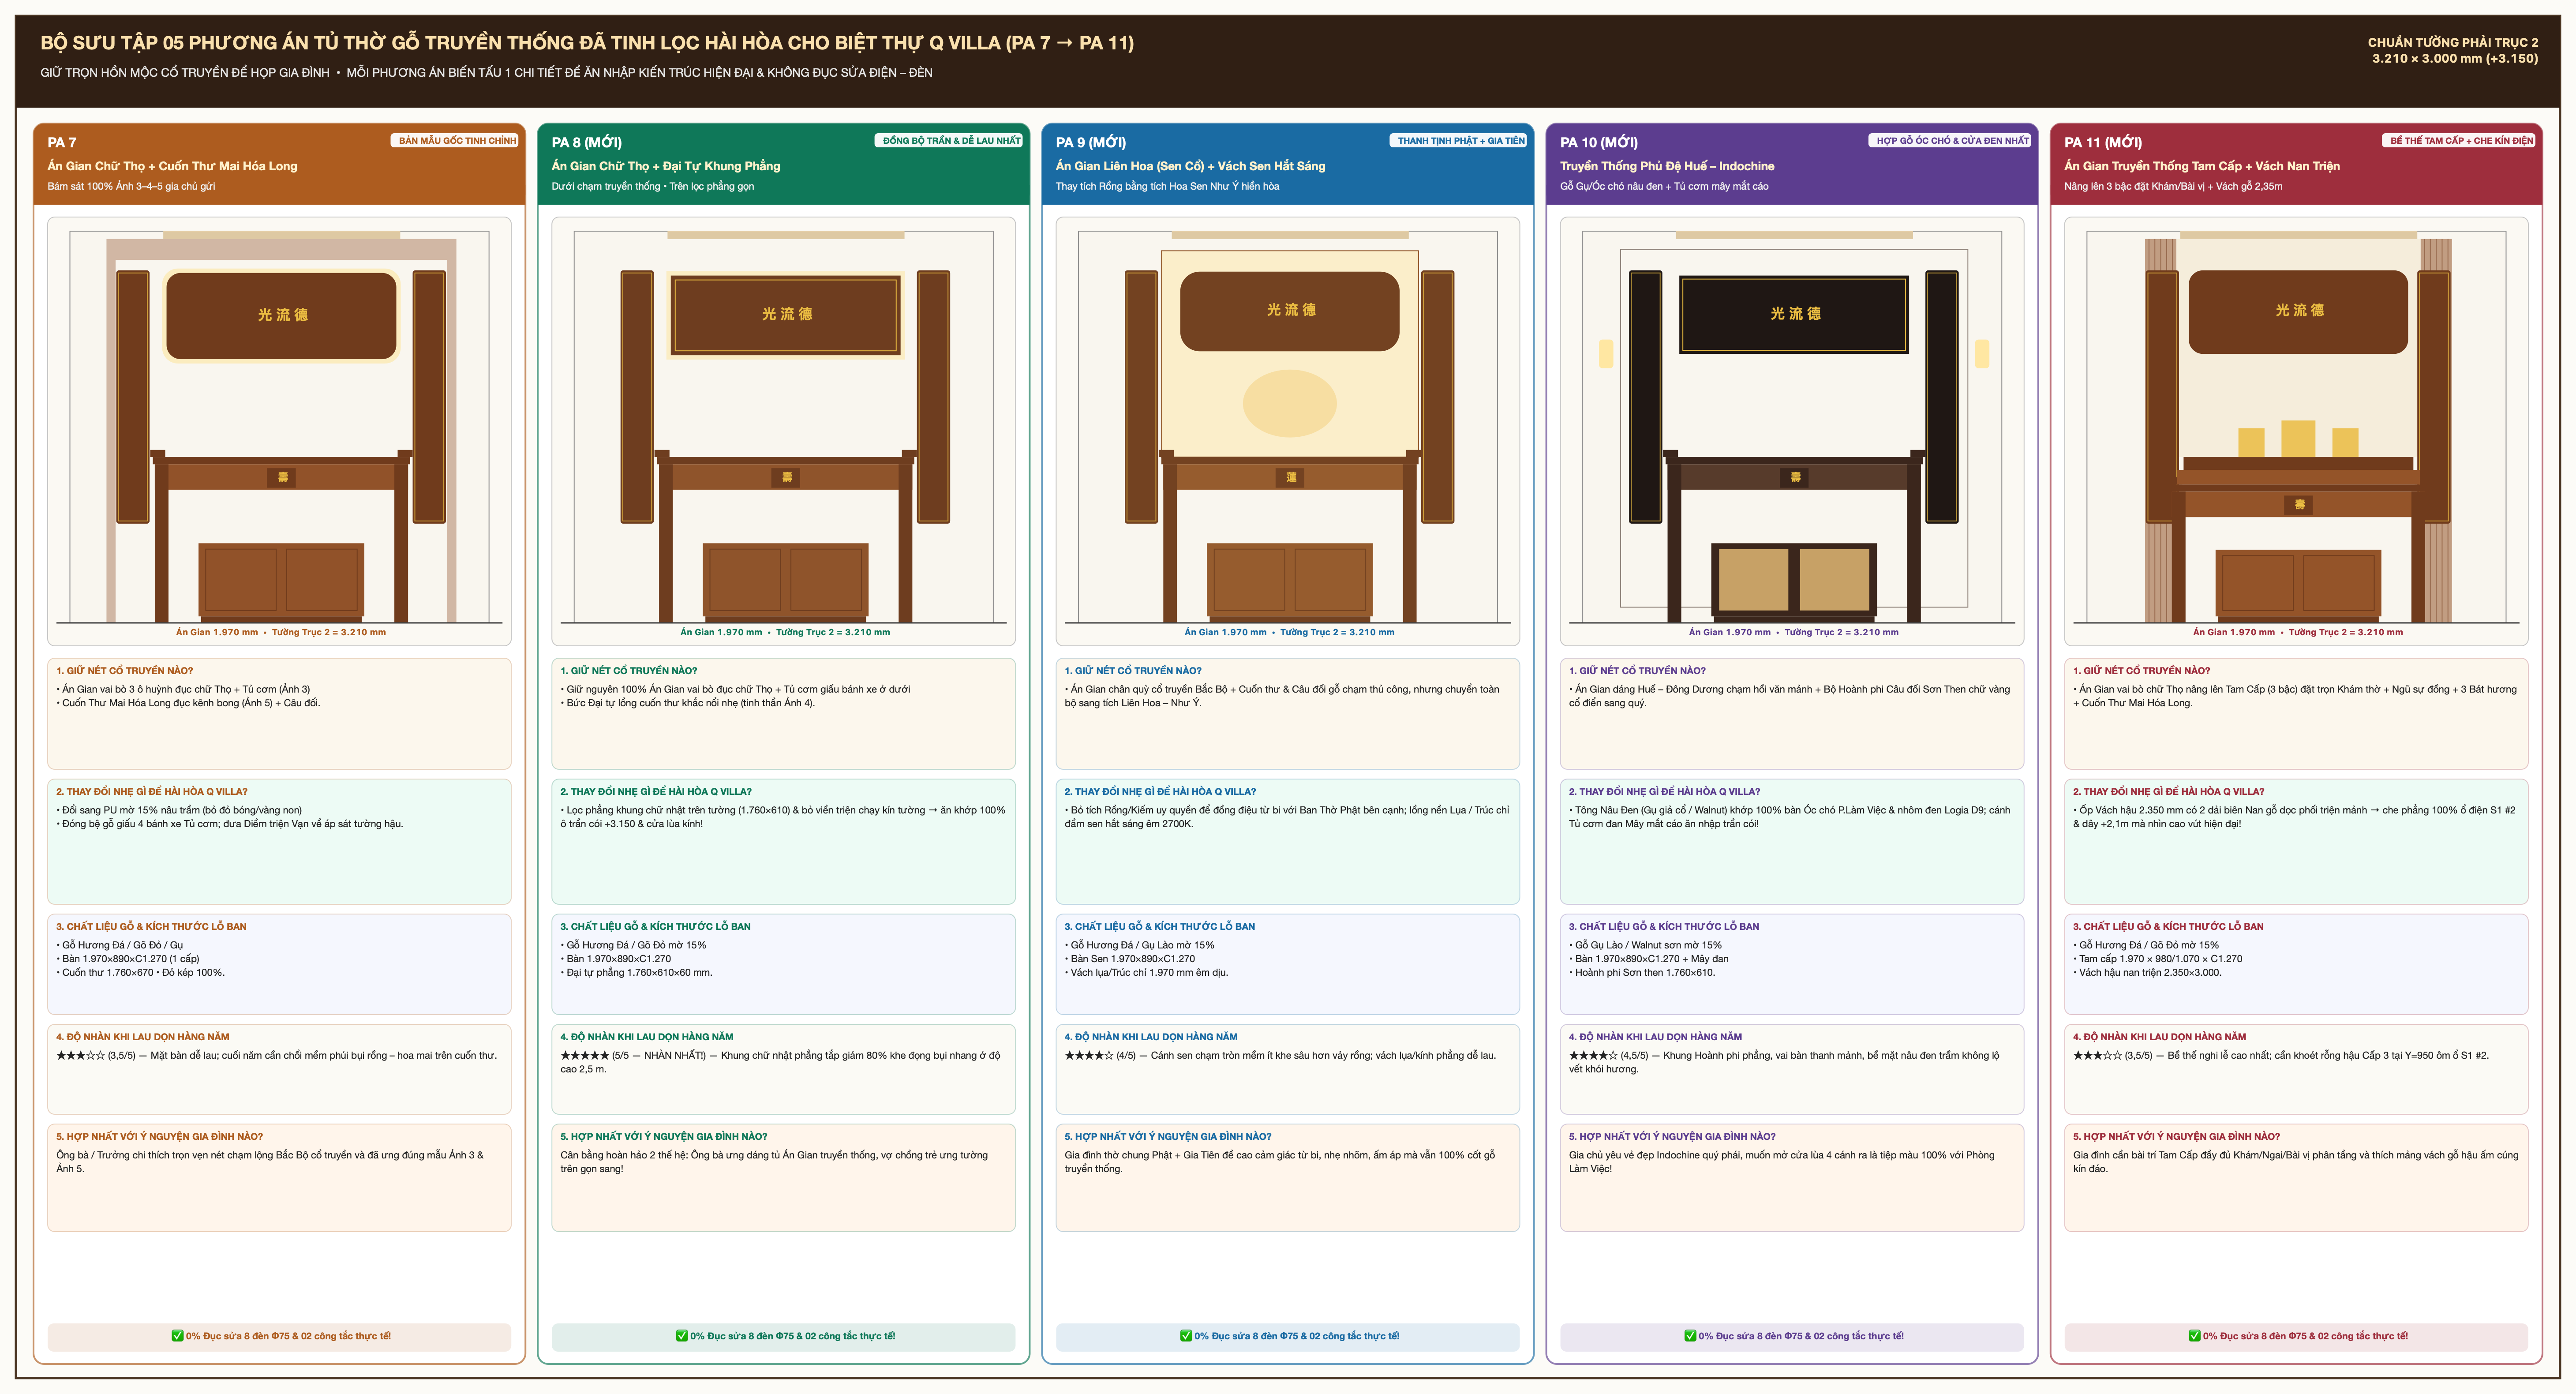 BỘ SƯU TẬP 05 PHƯƠNG ÁN TỦ THỜ GỖ TRUYỀN THỐNG ĐÃ TINH LỌC HÀI HÒA CHO BIỆT THỰ Q VILLA (PA 7 → PA 11)
GIỮ TRỌN HỒN MỘC CỔ TRUYỀN ĐỂ HỌP GIA ĐÌNH • MỖI PHƯƠNG ÁN BIẾN TẤU 1 CHI TIẾT ĐỂ ĂN NHẬP KIẾN TRÚC HIỆN ĐẠI & KHÔNG ĐỤC SỬA ĐIỆN – ĐÈN
CHUẨN TƯỜNG PHẢI TRỤC 2
3.210 × 3.000 mm (+3.150)
PA 7
BẢN MẪU GỐC TINH CHỈNH
Án Gian Chữ Thọ + Cuốn Thư Mai Hóa Long
Bám sát 100% Ảnh 3–4–5 gia chủ gửi
光 流 德
壽
Án Gian 1.970 mm • Tường Trục 2 = 3.210 mm
1. GIỮ NÉT CỔ TRUYỀN NÀO?
• Án Gian vai bò 3 ô huỳnh đục chữ Thọ + Tủ cơm (Ảnh 3)
• Cuốn Thư Mai Hóa Long đục kênh bong (Ảnh 5) + Câu đối.
2. THAY ĐỔI NHẸ GÌ ĐỂ HÀI HÒA Q VILLA?
• Đổi sang PU mờ 15% nâu trầm (bỏ đỏ bóng/vàng non)
• Đóng bệ gỗ giấu 4 bánh xe Tủ cơm; đưa Diềm triện Vạn về áp sát tường hậu.
3. CHẤT LIỆU GỖ & KÍCH THƯỚC LỖ BAN
• Gỗ Hương Đá / Gõ Đỏ / Gụ
• Bàn 1.970×890×C1.270 (1 cấp)
• Cuốn thư 1.760×670 • Đỏ kép 100%.
4. ĐỘ NHÀN KHI LAU DỌN HÀNG NĂM
★★★☆☆ (3,5/5) — Mặt bàn dễ lau; cuối năm cần chổi mềm phủi bụi rồng – hoa mai trên cuốn thư.
5. HỢP NHẤT VỚI Ý NGUYỆN GIA ĐÌNH NÀO?
Ông bà / Trưởng chi thích trọn vẹn nét chạm lộng Bắc Bộ cổ truyền và đã ưng đúng mẫu Ảnh 3 &
Ảnh 5.
✅ 0% Đục sửa 8 đèn Φ75 & 02 công tắc thực tế!
PA 8 (MỚI)
ĐỒNG BỘ TRẦN & DỄ LAU NHẤT
Án Gian Chữ Thọ + Đại Tự Khung Phẳng
Dưới chạm truyền thống • Trên lọc phẳng gọn
光 流 德
壽
Án Gian 1.970 mm • Tường Trục 2 = 3.210 mm
1. GIỮ NÉT CỔ TRUYỀN NÀO?
• Giữ nguyên 100% Án Gian vai bò đục chữ Thọ + Tủ cơm giấu bánh xe ở dưới
• Bức Đại tự lồng cuốn thư khắc nổi nhẹ (tinh thần Ảnh 4).
2. THAY ĐỔI NHẸ GÌ ĐỂ HÀI HÒA Q VILLA?
• Lọc phẳng khung chữ nhật trên tường (1.760×610) & bỏ viền triện chạy kín tường → ăn khớp 100%
ô trần cói +3.150 & cửa lùa kính!
3. CHẤT LIỆU GỖ & KÍCH THƯỚC LỖ BAN
• Gỗ Hương Đá / Gõ Đỏ mờ 15%
• Bàn 1.970×890×C1.270
• Đại tự phẳng 1.760×610×60 mm.
4. ĐỘ NHÀN KHI LAU DỌN HÀNG NĂM
★★★★★ (5/5 — NHÀN NHẤT!) — Khung chữ nhật phẳng tắp giảm 80% khe đọng bụi nhang ở độ
cao 2,5 m.
5. HỢP NHẤT VỚI Ý NGUYỆN GIA ĐÌNH NÀO?
Cân bằng hoàn hảo 2 thế hệ: Ông bà ưng dáng tủ Án Gian truyền thống, vợ chồng trẻ ưng tường
trên gọn sang!
✅ 0% Đục sửa 8 đèn Φ75 & 02 công tắc thực tế!
PA 9 (MỚI)
THANH TỊNH PHẬT + GIA TIÊN
Án Gian Liên Hoa (Sen Cổ) + Vách Sen Hắt Sáng
Thay tích Rồng bằng tích Hoa Sen Như Ý hiền hòa
光 流 德
蓮
Án Gian 1.970 mm • Tường Trục 2 = 3.210 mm
1. GIỮ NÉT CỔ TRUYỀN NÀO?
• Án Gian chân quỳ cổ truyền Bắc Bộ + Cuốn thư & Câu đối gỗ chạm thủ công, nhưng chuyển toàn
bộ sang tích Liên Hoa – Như Ý.
2. THAY ĐỔI NHẸ GÌ ĐỂ HÀI HÒA Q VILLA?
• Bỏ tích Rồng/Kiếm uy quyền để đồng điệu từ bi với Ban Thờ Phật bên cạnh; lồng nền Lụa / Trúc chỉ
đầm sen hắt sáng êm 2700K.
3. CHẤT LIỆU GỖ & KÍCH THƯỚC LỖ BAN
• Gỗ Hương Đá / Gụ Lào mờ 15%
• Bàn Sen 1.970×890×C1.270
• Vách lụa/Trúc chỉ 1.970 mm êm dịu.
4. ĐỘ NHÀN KHI LAU DỌN HÀNG NĂM
★★★★☆ (4/5) — Cánh sen chạm tròn mềm ít khe sâu hơn vảy rồng; vách lụa/kính phẳng dễ lau.
5. HỢP NHẤT VỚI Ý NGUYỆN GIA ĐÌNH NÀO?
Gia đình thờ chung Phật + Gia Tiên đề cao cảm giác từ bi, nhẹ nhõm, ấm áp mà vẫn 100% cốt gỗ
truyền thống.
✅ 0% Đục sửa 8 đèn Φ75 & 02 công tắc thực tế!
PA 10 (MỚI)
HỢP GỖ ÓC CHÓ & CỬA ĐEN NHẤT
Truyền Thống Phủ Đệ Huế – Indochine
Gỗ Gụ/Óc chó nâu đen + Tủ cơm mây mắt cáo
光 流 德
壽
Án Gian 1.970 mm • Tường Trục 2 = 3.210 mm
1. GIỮ NÉT CỔ TRUYỀN NÀO?
• Án Gian dáng Huế – Đông Dương chạm hồi văn mảnh + Bộ Hoành phi Câu đối Sơn Then chữ vàng
cổ điển sang quý.
2. THAY ĐỔI NHẸ GÌ ĐỂ HÀI HÒA Q VILLA?
• Tông Nâu Đen (Gụ giả cổ / Walnut) khớp 100% bàn Óc chó P.Làm Việc & nhôm đen Logia D9; cánh
Tủ cơm đan Mây mắt cáo ăn nhập trần cói!
3. CHẤT LIỆU GỖ & KÍCH THƯỚC LỖ BAN
• Gỗ Gụ Lào / Walnut sơn mờ 15%
• Bàn 1.970×890×C1.270 + Mây đan
• Hoành phi Sơn then 1.760×610.
4. ĐỘ NHÀN KHI LAU DỌN HÀNG NĂM
★★★★☆ (4,5/5) — Khung Hoành phi phẳng, vai bàn thanh mảnh, bề mặt nâu đen trầm không lộ
vết khói hương.
5. HỢP NHẤT VỚI Ý NGUYỆN GIA ĐÌNH NÀO?
Gia chủ yêu vẻ đẹp Indochine quý phái, muốn mở cửa lùa 4 cánh ra là tiệp màu 100% với Phòng
Làm Việc!
✅ 0% Đục sửa 8 đèn Φ75 & 02 công tắc thực tế!
PA 11 (MỚI)
BỀ THẾ TAM CẤP + CHE KÍN ĐIỆN
Án Gian Truyền Thống Tam Cấp + Vách Nan Triện
Nâng lên 3 bậc đặt Khám/Bài vị + Vách gỗ 2,35m
光 流 德
壽
Án Gian 1.970 mm • Tường Trục 2 = 3.210 mm
1. GIỮ NÉT CỔ TRUYỀN NÀO?
• Án Gian vai bò chữ Thọ nâng lên Tam Cấp (3 bậc) đặt trọn Khám thờ + Ngũ sự đồng + 3 Bát hương
+ Cuốn Thư Mai Hóa Long.
2. THAY ĐỔI NHẸ GÌ ĐỂ HÀI HÒA Q VILLA?
• Ốp Vách hậu 2.350 mm có 2 dải biên Nan gỗ dọc phối triện mảnh → che phẳng 100% ổ điện S1 #2
& dây +2,1m mà nhìn cao vút hiện đại!
3. CHẤT LIỆU GỖ & KÍCH THƯỚC LỖ BAN
• Gỗ Hương Đá / Gõ Đỏ mờ 15%
• Tam cấp 1.970 × 980/1.070 × C1.270
• Vách hậu nan triện 2.350×3.000.
4. ĐỘ NHÀN KHI LAU DỌN HÀNG NĂM
★★★☆☆ (3,5/5) — Bề thế nghi lễ cao nhất; cần khoét rỗng hậu Cấp 3 tại Y=950 ôm ổ S1 #2.
5. HỢP NHẤT VỚI Ý NGUYỆN GIA ĐÌNH NÀO?
Gia đình cần bài trí Tam Cấp đầy đủ Khám/Ngai/Bài vị phân tầng và thích mảng vách gỗ hậu ấm cúng
kín đáo.
✅ 0% Đục sửa 8 đèn Φ75 & 02 công tắc thực tế!